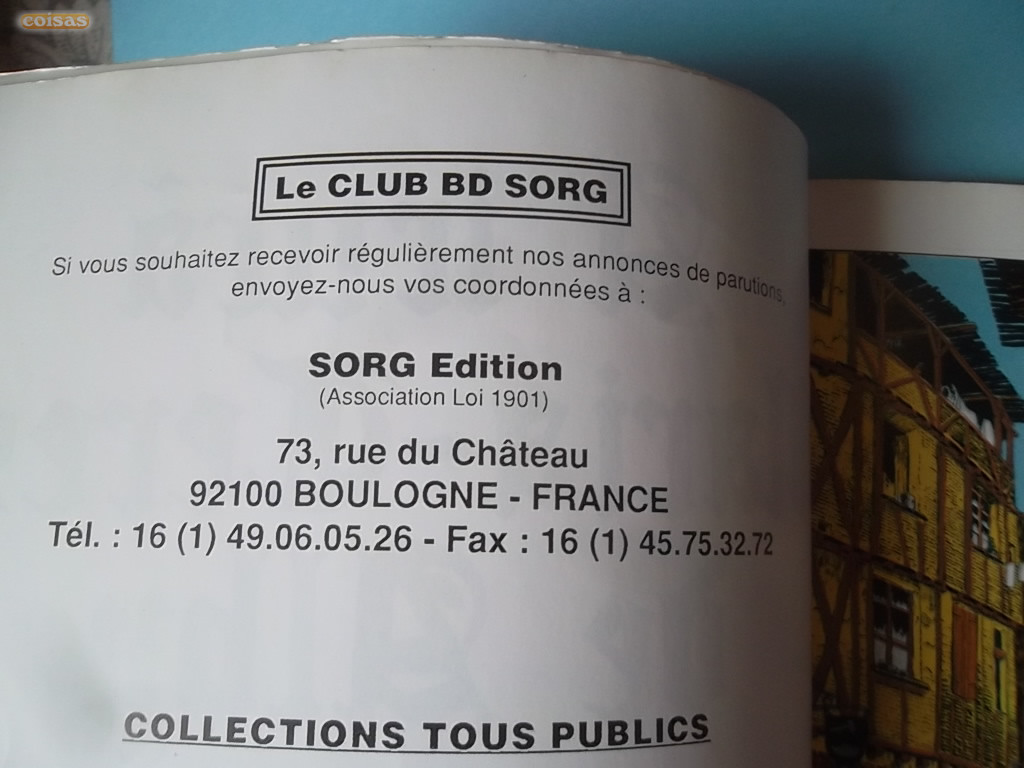 coisas
Le CLUB BD SORG
Si vous souhaitez recevoir régulièrement nos annonces de parutions,
envoyez-nous vos coordonnées à :
SORG Edition
(Association Loi 1901)
73, rue du Château
92100 BOULOGNE - FRANCE
Tél. : 16 (1) 49.06.05.26 - Fax : 16 (1) 45.75.32.72
COLLECTIONS TOUS PUBLICS